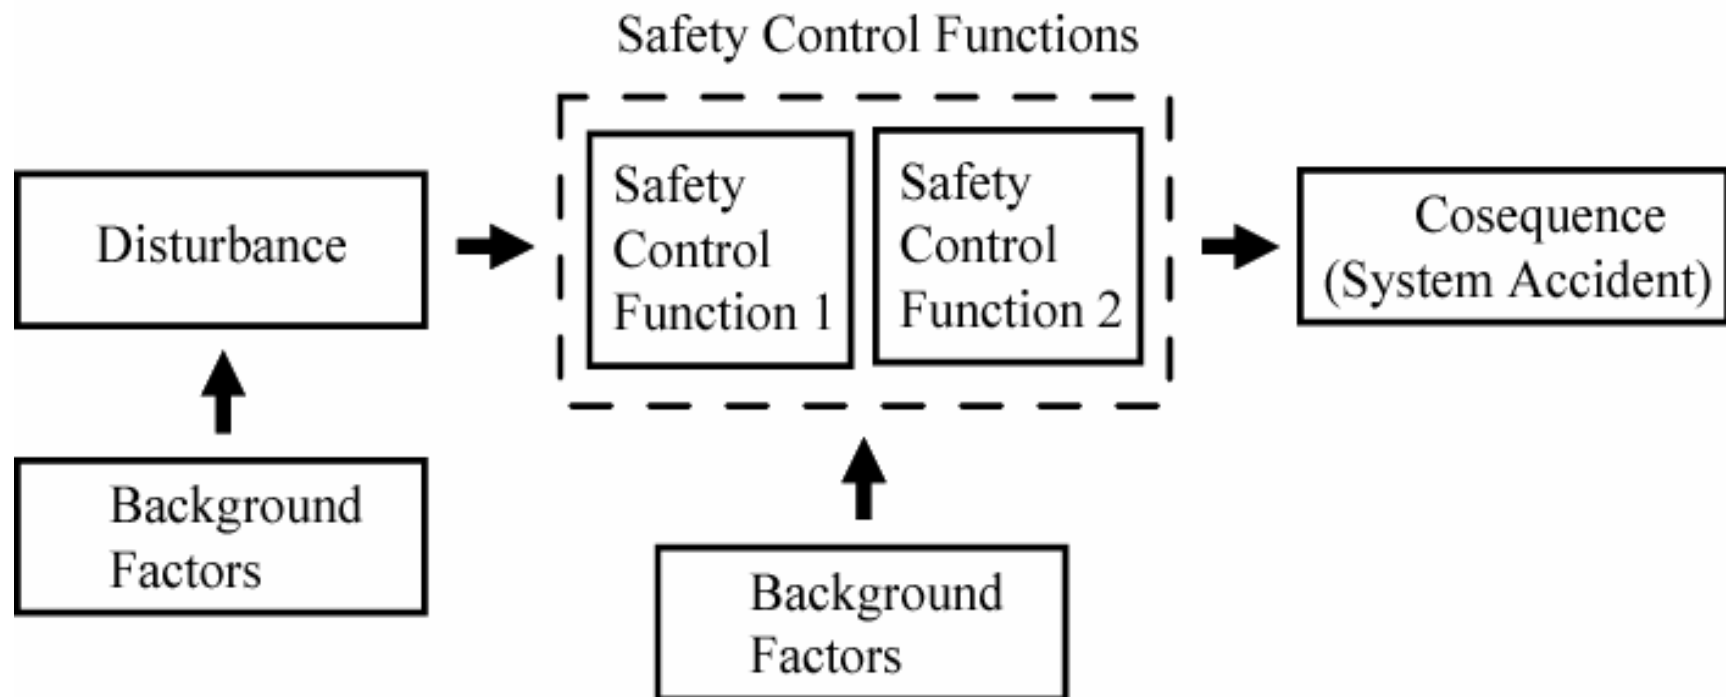 Safety Control Functions
Disturbance
Safety
Control
Function 1
Safety
Control
Function 2
Cosequence
(System Accident)
Background
Factors
Background
Factors